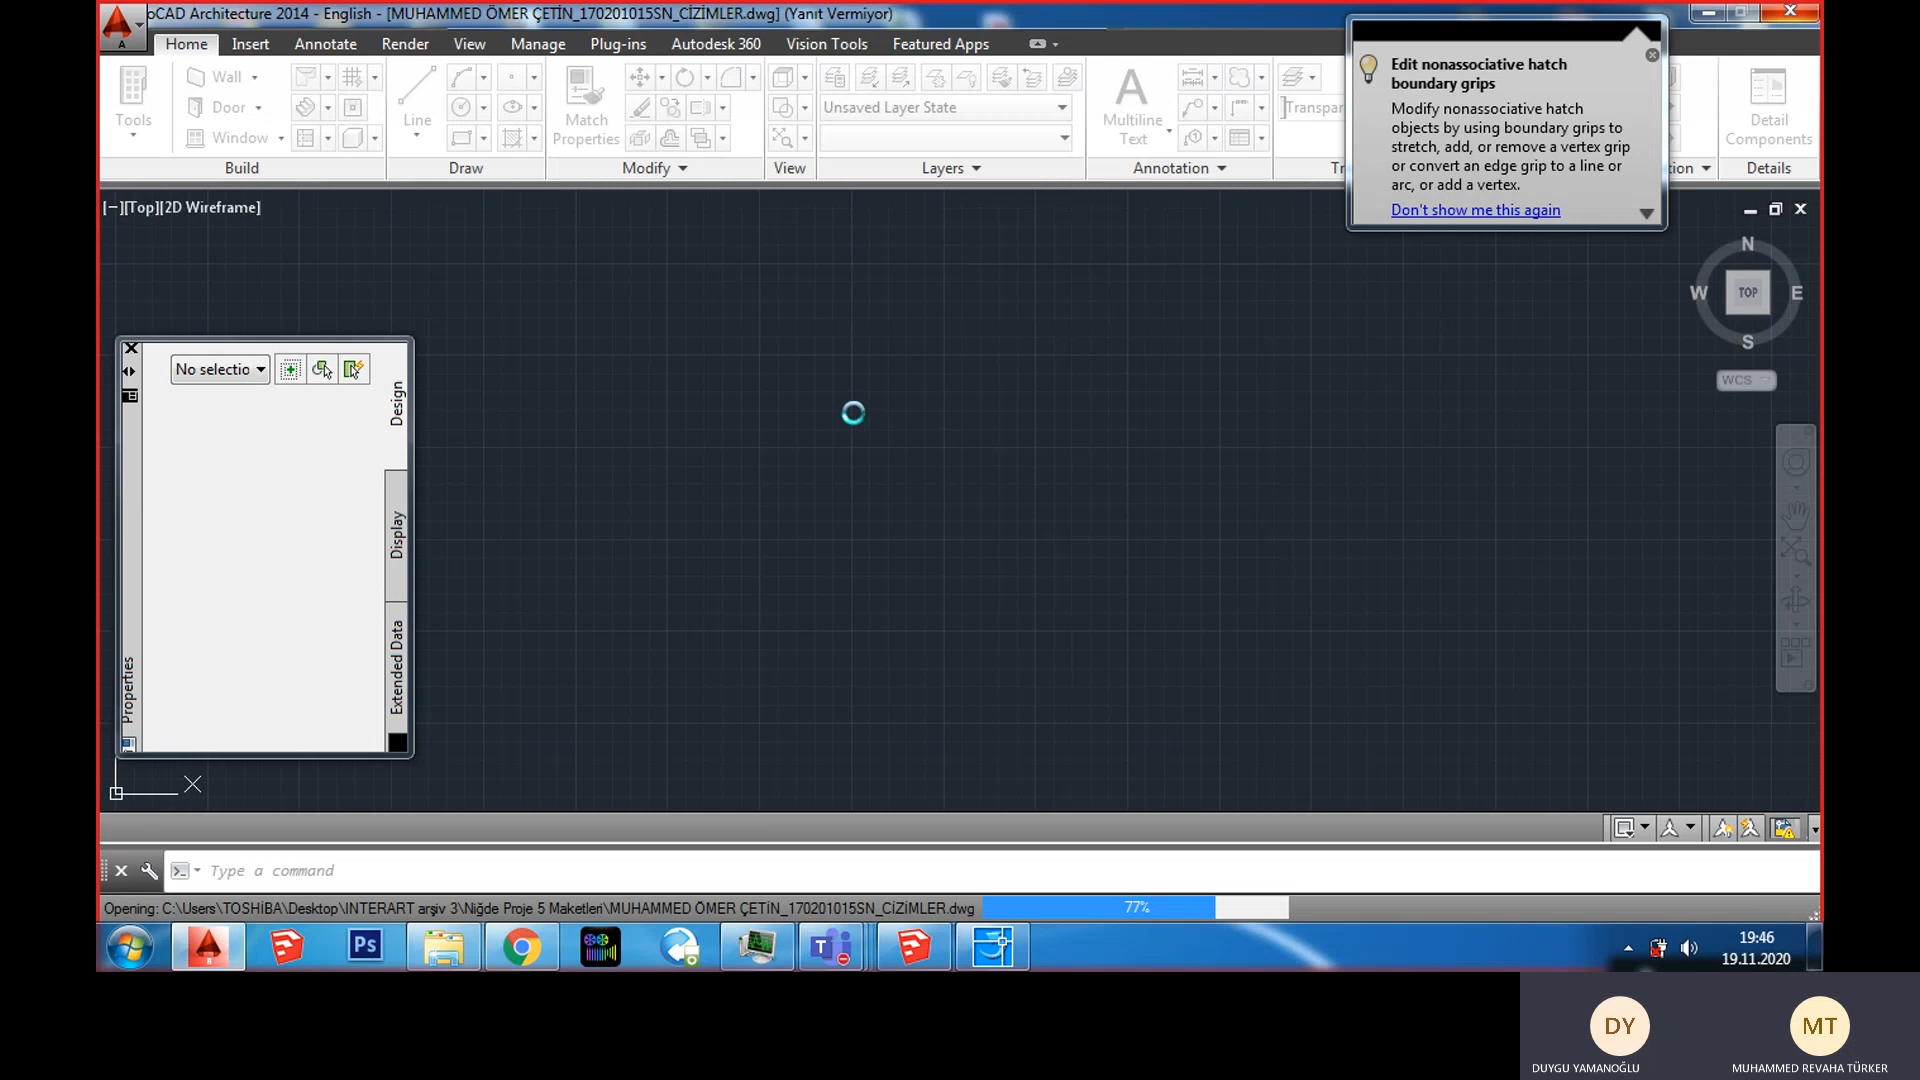 oCAD Architecture 2014 - English - [MUHAMMED ÖMER ÇETİN_170201015SN_CİZİMLER.dwg] (Yanıt Vermiyor)
Home Insert Annotate Render View Manage Plug-ins Autodesk 360 Vision Tools Featured Apps
Tools
Wall
Door
Window
Line
Match
Properties
Unsaved Layer State
Multiline
Text
Transpar
Detail
Components
Build Draw Modify View Layers Annotation Details
Edit nonassociative hatch
boundary grips
Modify nonassociative hatch
objects by using boundary grips to
stretch, add, or remove a vertex grip
or convert an edge grip to a line or
arc, or add a vertex.
Don't show me this again
[−][Top][2D Wireframe]
N
W TOP E
S
WCS
No selectio
Design
Display
Extended Data
Properties
Type a command
Opening: C:\Users\TOSHİBA\Desktop\INTERART arşiv 3\Niğde Proje 5 Maketleri\MUHAMMED ÖMER ÇETİN_170201015SN_CİZİMLER.dwg 77%
Ps
19:46
19.11.2020
DY
MT
DUYGU YAMANOĞLU
MUHAMMED REVAHA TÜRKER